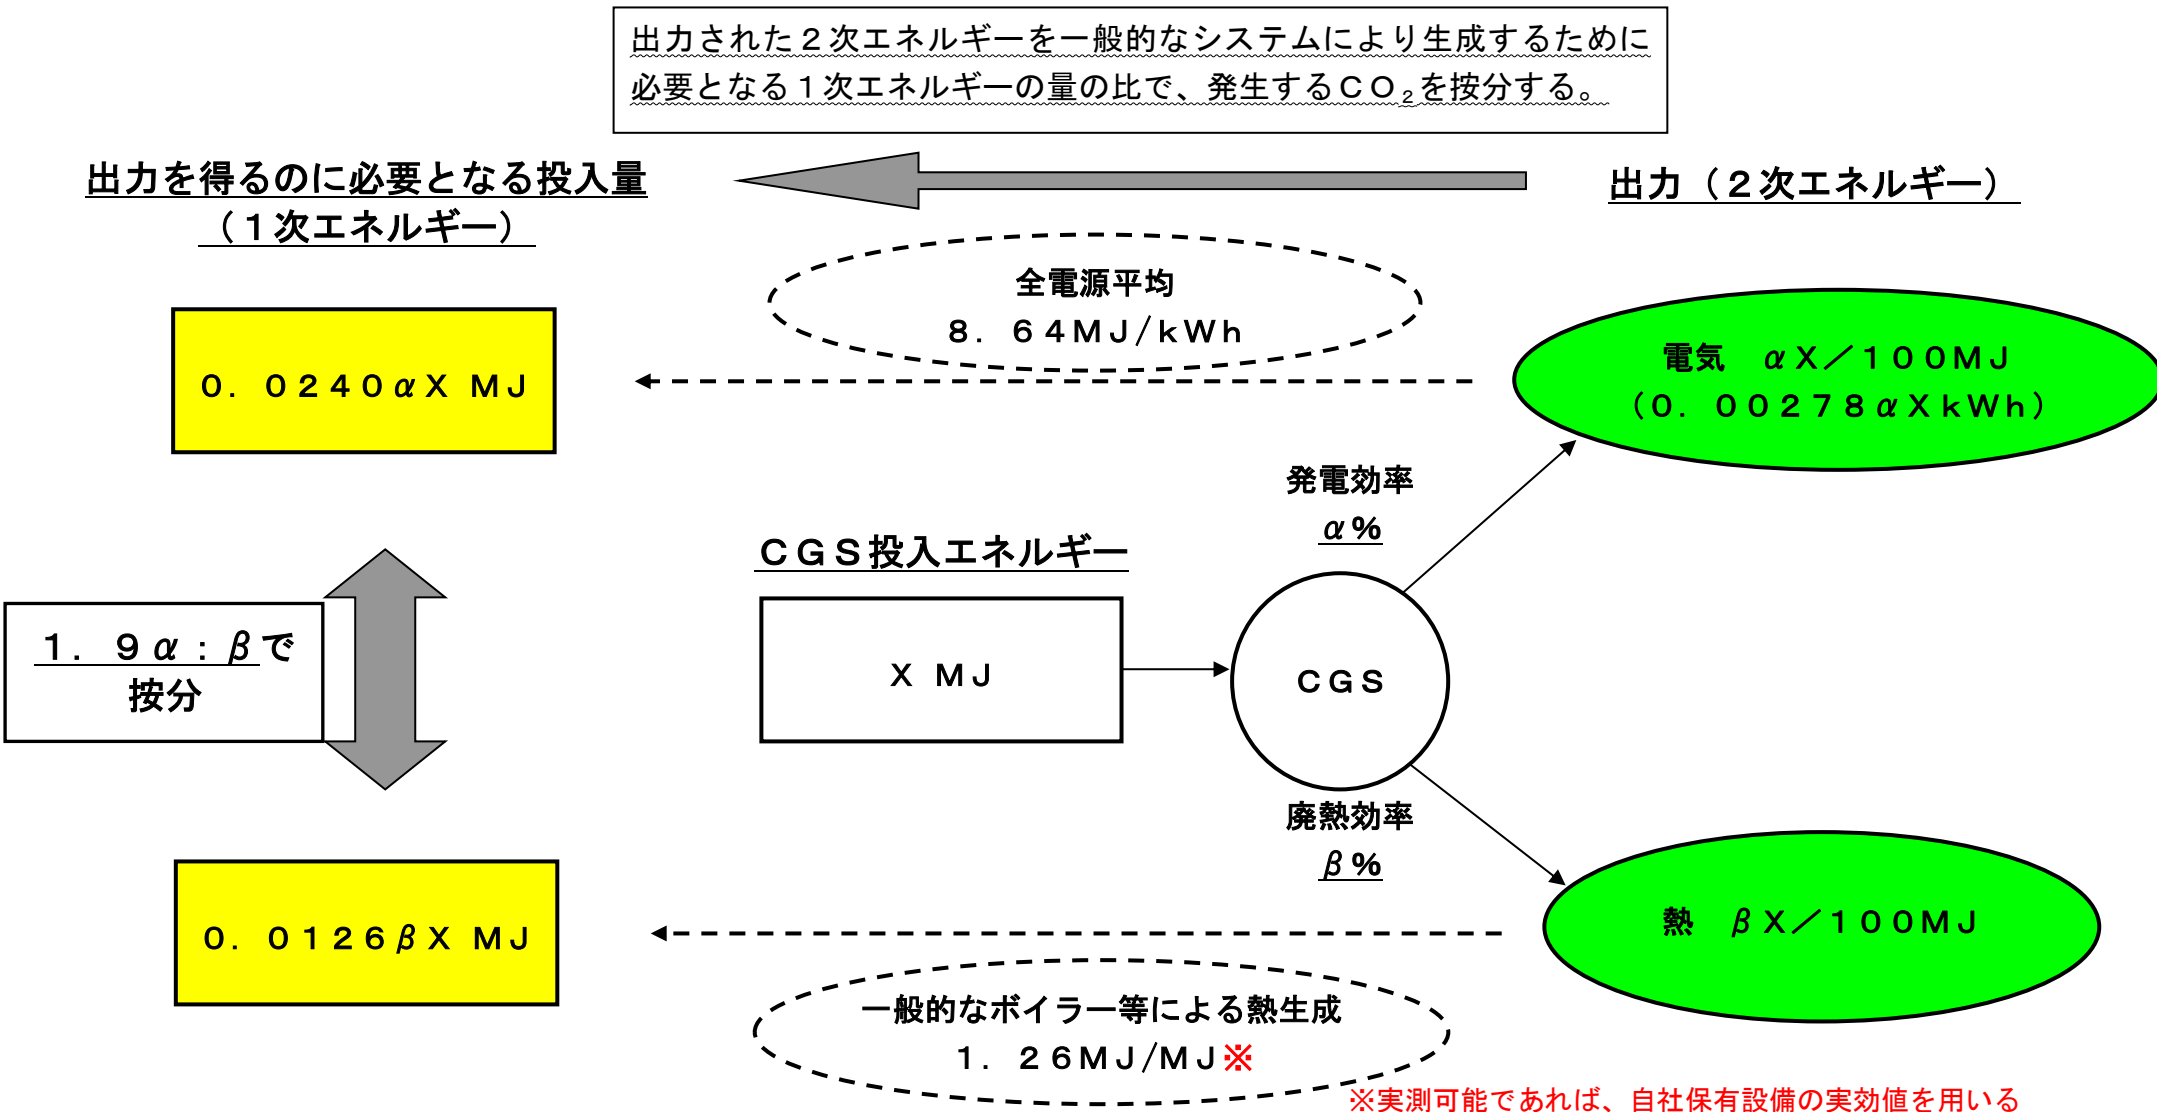 出力された２次エネルギーを一般的なシステムにより生成するために
必要となる１次エネルギーの量の比で、発生するＣＯ₂を按分する。
出力を得るのに必要となる投入量
（１次エネルギー）
出力（２次エネルギー）
全電源平均
８．６４ＭＪ/ｋＷｈ
０．０２４０αＸ ＭＪ
電気　αＸ／１００ＭＪ
（０．００２７８αＸｋＷｈ）
発電効率
α％
ＣＧＳ投入エネルギー
１．９α：βで
按分
Ｘ ＭＪ
ＣＧＳ
廃熱効率
β％
０．０１２６βＸ ＭＪ
熱　βＸ／１００ＭＪ
一般的なボイラー等による熱生成
１．２６ＭＪ/ＭＪ※
※実測可能であれば、自社保有設備の実効値を用いる